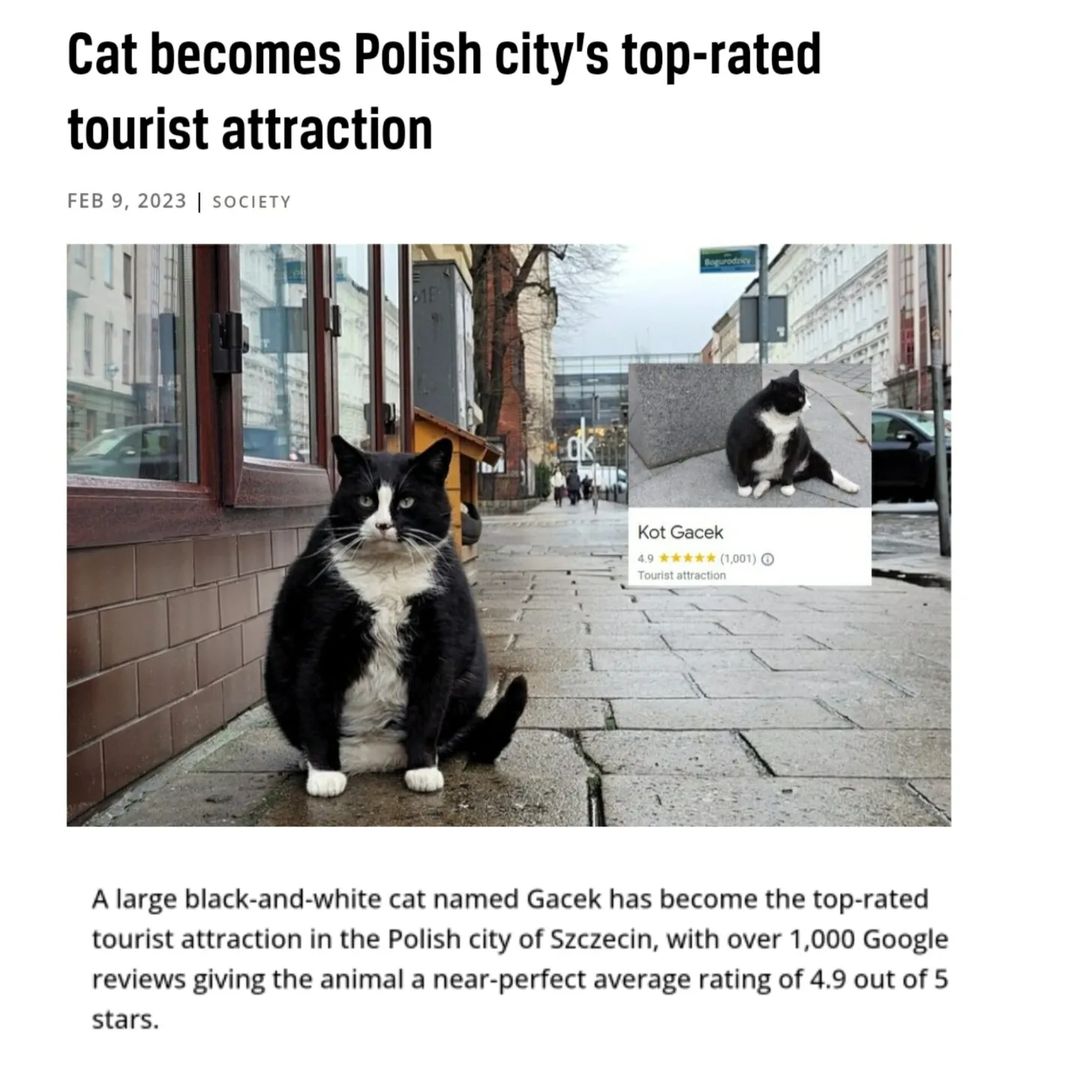 Cat becomes Polish city's top-rated
tourist attraction
FEB 9, 2023 | SOCIETY
Bogurodzicy
Kot Gacek
4.9 ★★★★★ (1,001)
Tourist attraction
A large black-and-white cat named Gacek has become the top-rated
tourist attraction in the Polish city of Szczecin, with over 1,000 Google
reviews giving the animal a near-perfect average rating of 4.9 out of 5
stars.